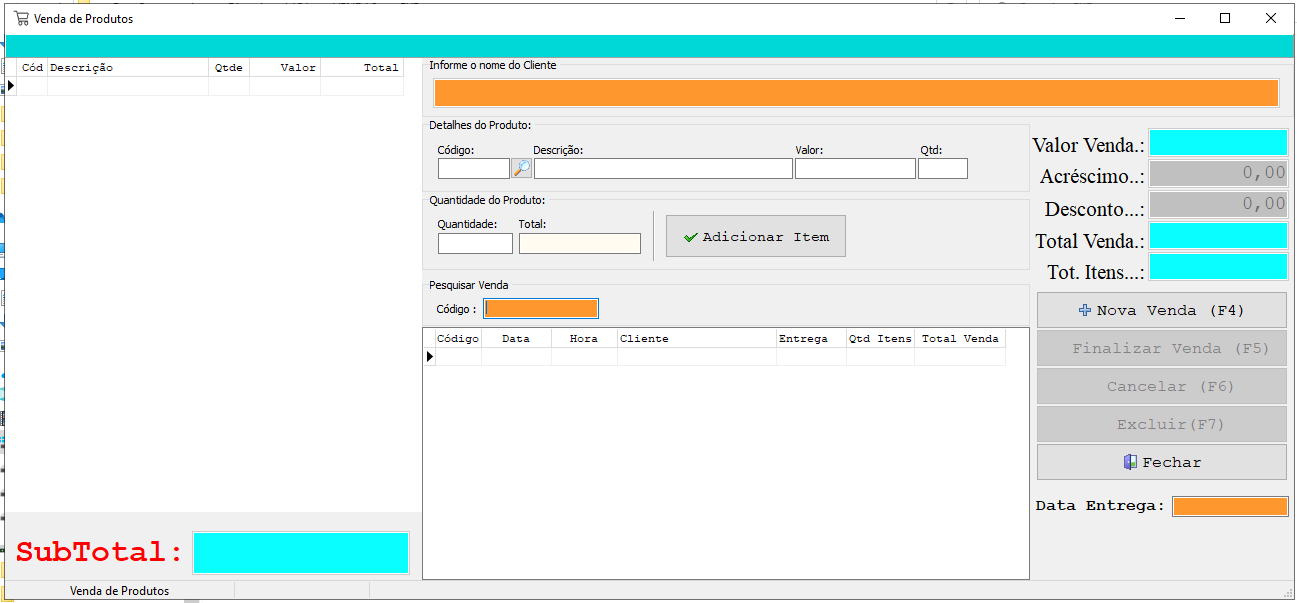 Venda de Produtos
Cód Descrição Qtde Valor Total
Informe o nome do Cliente
Detalhes do Produto:
Código: Descrição: Valor: Qtd:
Quantidade do Produto:
Quantidade: Total:
Adicionar Item
Pesquisar Venda
Código :
Código Data Hora Cliente Entrega Qtd Itens Total Venda
Valor Venda.:
Acréscimo..: 0,00
Desconto...: 0,00
Total Venda.:
Tot. Itens...:
Nova Venda (F4)
Finalizar Venda (F5)
Cancelar (F6)
Excluir(F7)
Fechar
Data Entrega:
SubTotal:
Venda de Produtos